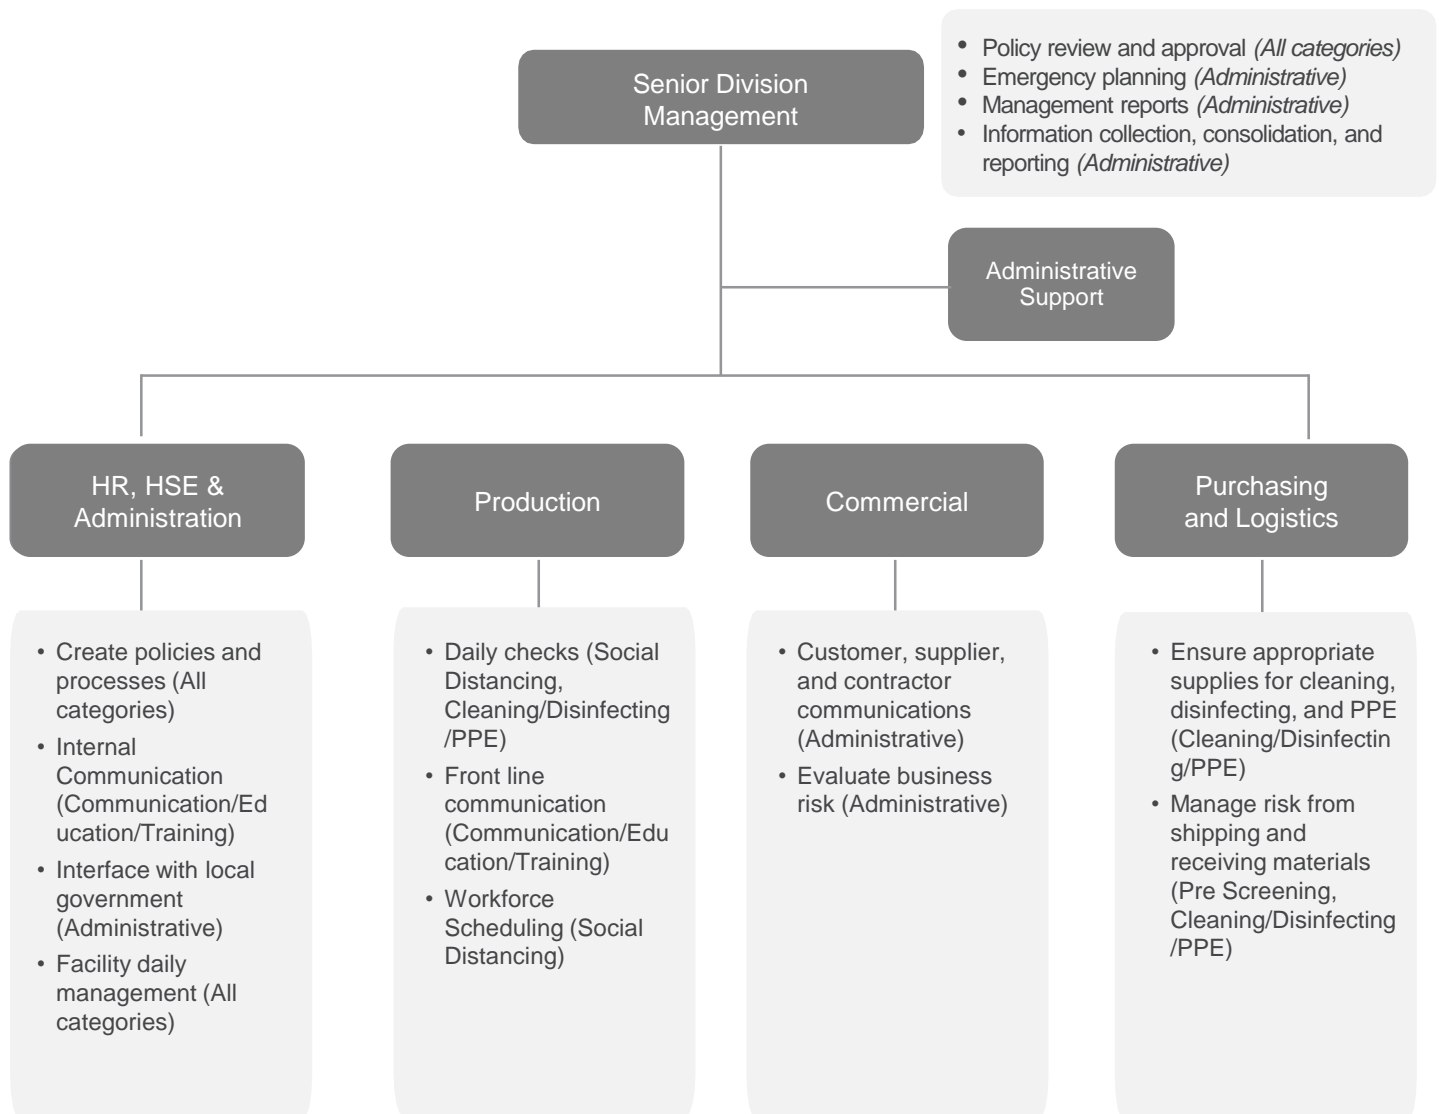 Senior Division
Management
• Policy review and approval (All categories)
• Emergency planning (Administrative)
• Management reports (Administrative)
• Information collection, consolidation, and
reporting (Administrative)
Administrative
Support
HR, HSE &
Administration
Production
Commercial
Purchasing
and Logistics
• Create policies and
processes (All
categories)
• Internal
Communication
(Communication/Ed
ucation/Training)
• Interface with local
government
(Administrative)
• Facility daily
management (All
categories)
• Daily checks (Social
Distancing,
Cleaning/Disinfecting
/PPE)
• Front line
communication
(Communication/Edu
cation/Training)
• Workforce
Scheduling (Social
Distancing)
• Customer, supplier,
and contractor
communications
(Administrative)
• Evaluate business
risk (Administrative)
• Ensure appropriate
supplies for cleaning,
disinfecting, and PPE
(Cleaning/Disinfectin
g/PPE)
• Manage risk from
shipping and
receiving materials
(Pre Screening,
Cleaning/Disinfecting
/PPE)